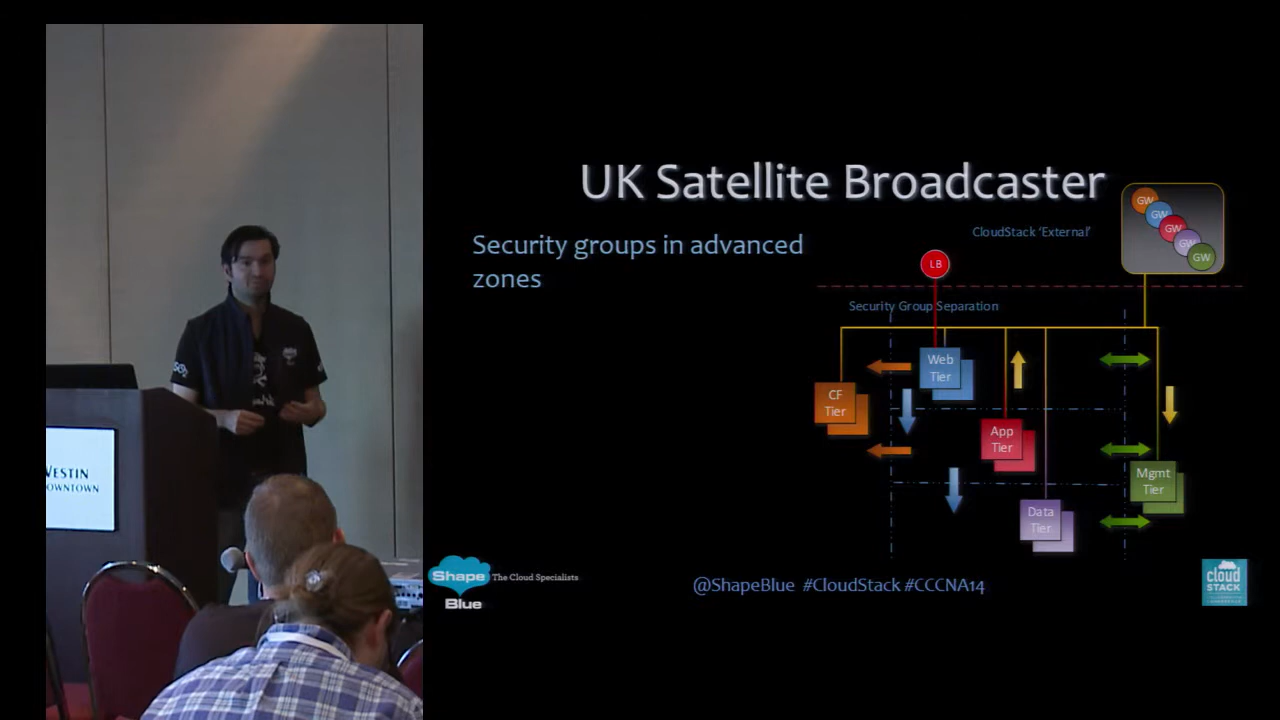 UK Satellite Broadcaster
Security groups in advanced
zones
CloudStack 'External'
GW
GW
GW
GW
GW
LB
Security Group Separation
Web
Tier
CF
Tier
App
Tier
Mgmt
Tier
Data
Tier
Shape
Blue
The Cloud Specialists
@ShapeBlue #CloudStack #CCCNA14
cloud
STACK
WESTIN
DOWNTOWN